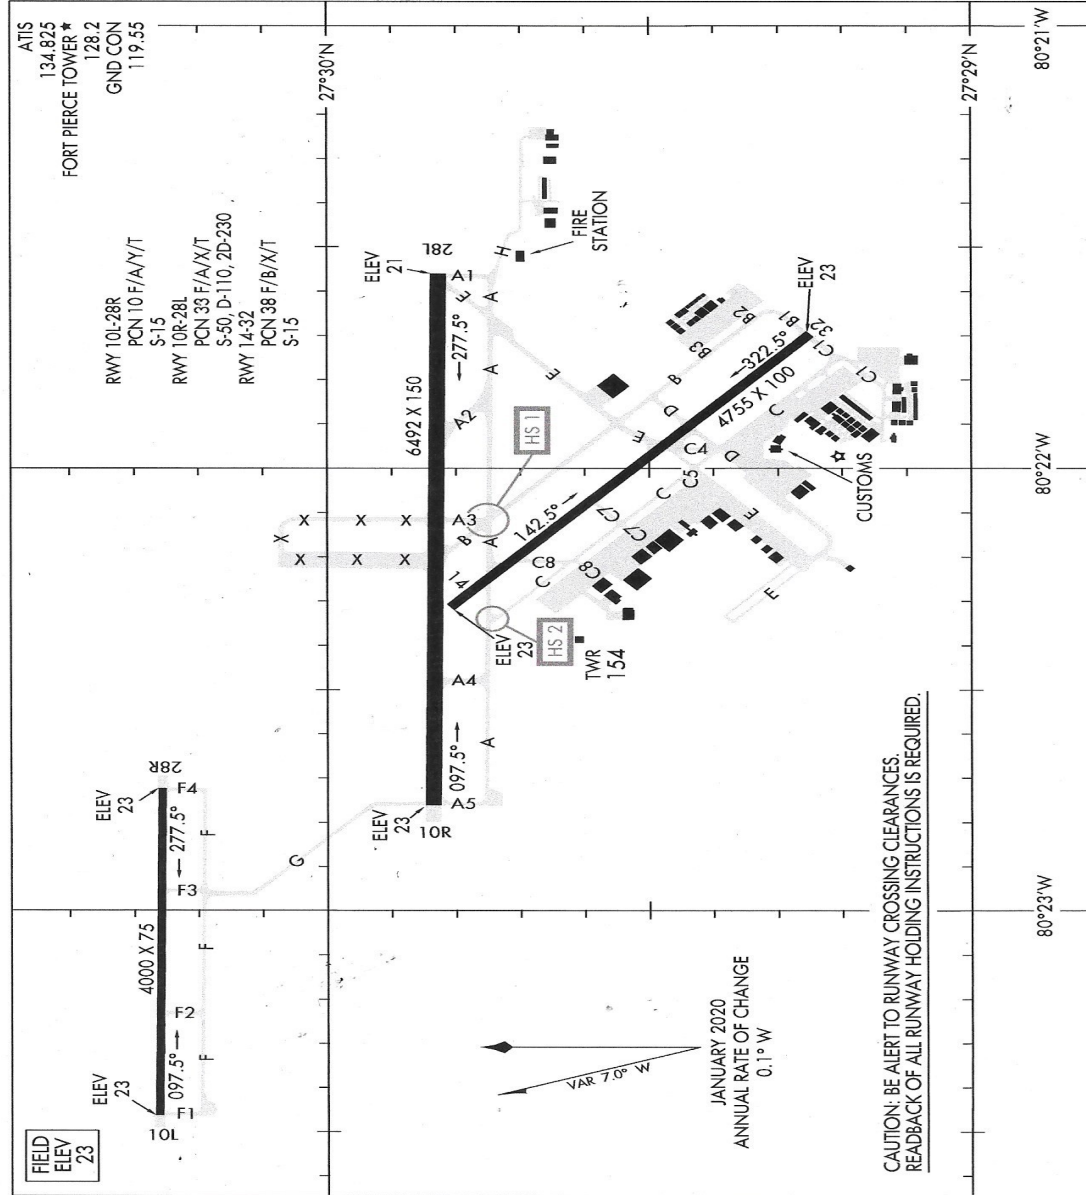 ATIS
134.825
FORT PIERCE TOWER ★
128.2
GND CON
119.55
RWY 10L-28R
PCN 10 F/A/Y/T
S-15
RWY 10R-28L
PCN 33 F/A/X/T
S-50, D-110, 2D-230
RWY 14-32
PCN 38 F/B/X/T
S-15
FIELD
ELEV
23
27°30'N
27°29'N
80°21'W
80°22'W
80°23'W
10L
ELEV
23
F1
097.5°
F
F2
4000 X 75
F
F3
277.5°
F
F4
ELEV
23
28R
G
10R
ELEV
23
A5
097.5°
A
A4
ELEV
23
14
HS 2
TWR
154
X
X
X
X
X
X
X
B
A3
A
HS 1
6492 X 150
A2
A
277.5°
E
A1
A
ELEV
21
28L
H
FIRE
STATION
E
142.5°
C8
C
C8
C7
C7
C
C5
C4
E
D
B
B3
B2
B1
4755 X 100
322.5°
32
ELEV
23
C1
C1
C
D
E
E
CUSTOMS
VAR 7.0° W
JANUARY 2020
ANNUAL RATE OF CHANGE
0.1° W
CAUTION: BE ALERT TO RUNWAY CROSSING CLEARANCES.
READBACK OF ALL RUNWAY HOLDING INSTRUCTIONS IS REQUIRED.